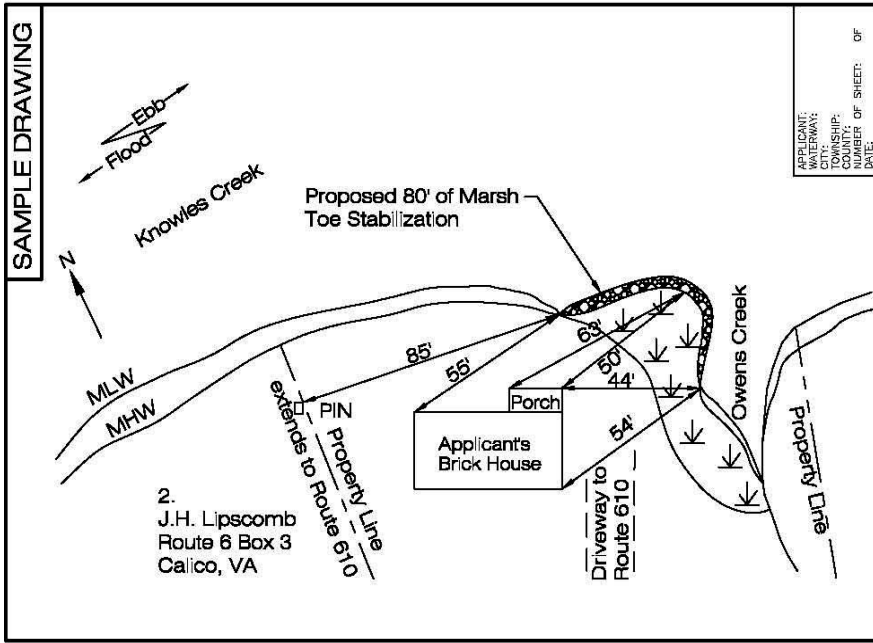 SAMPLE DRAWING
Ebb
Flood
Knowles Creek
N
Proposed 80' of Marsh
Toe Stabilization
MLW
MHW
85'
55'
63'
50'
44'
54'
PIN
Property Line
extends to Route 610
Porch
Applicant's
Brick House
Driveway to
Route 610
Owens Creek
Property Line
2.
J.H. Lipscomb
Route 6 Box 3
Calico, VA
APPLICANT:
WATERWAY:
CITY:
TOWNSHIP:
COUNTY:
NUMBER OF SHEET: OF
DATE: